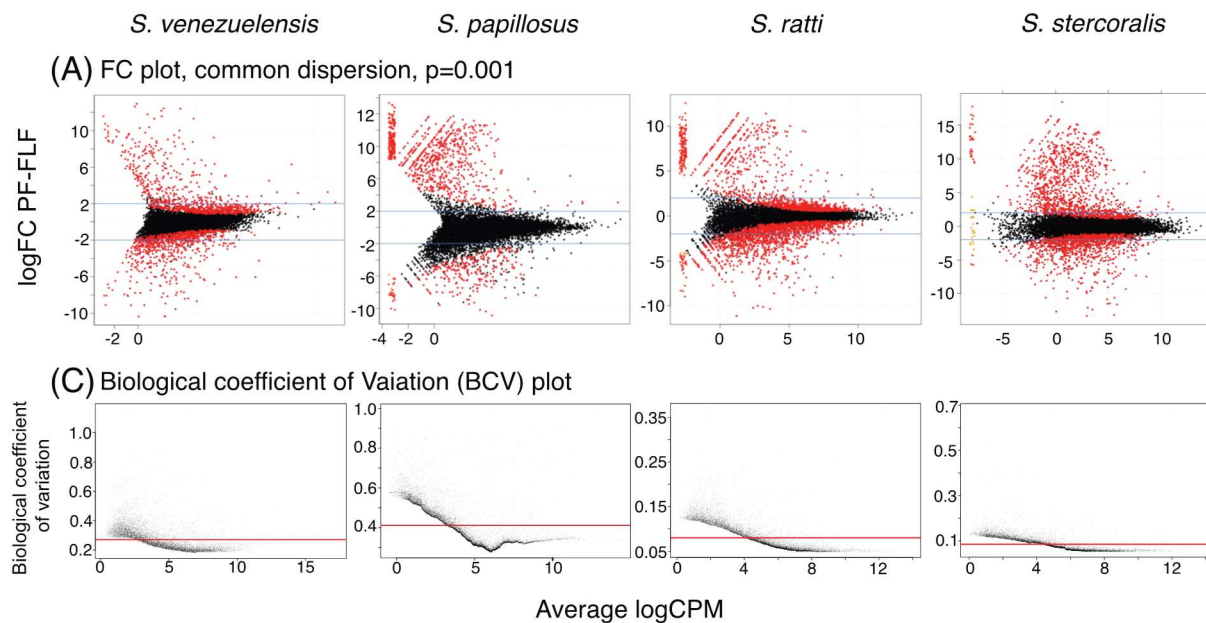 S. venezuelensis S. papillosus S. ratti S. stercoralis
(A) FC plot, common dispersion, p=0.001
logFC PF-FLF
10 6 2 -2 -6 -10
-2 0
12 10 8 6 4 2 0 -2 -4 -6 -8 -10
-4 -2 0
10 5 0 -5 -10
0 5 10
15 10 5 0 -5 -10
-5 0 5 10
(C) Biological coefficient of Vaiation (BCV) plot
Biological coefficient
of variation
1.0 0.8 0.6 0.4 0.2
0 5 10 15
1.0 0.8 0.6 0.4
0 5 10
0.35 0.25 0.15 0.05
0 4 8 12
0.7 0.5 0.3 0.1
0 4 8 12
Average logCPM